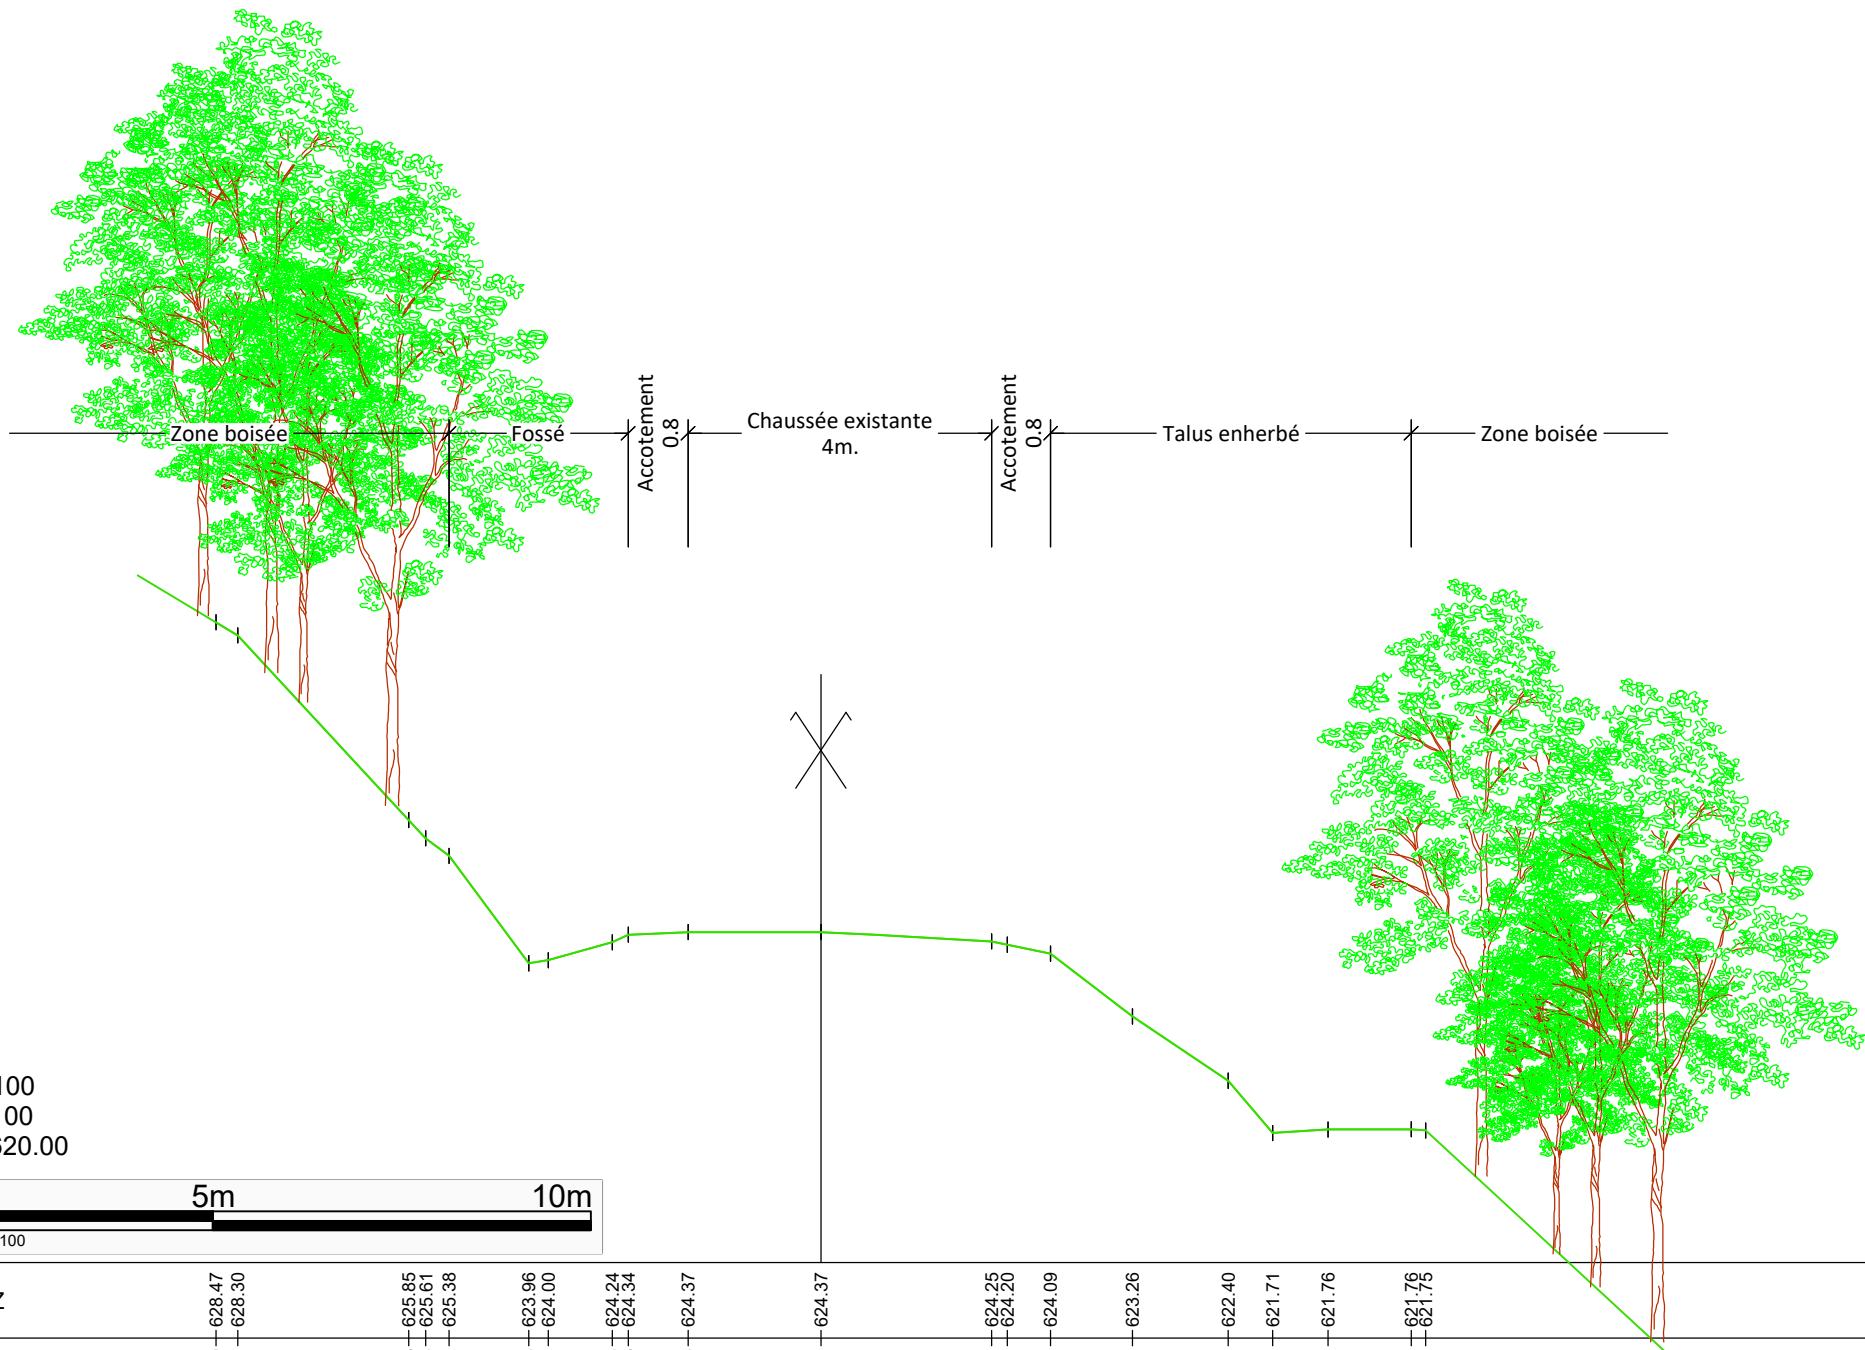 Zone boisée
Fossé
Accotement
0.8
Chaussée existante
4m.
Accotement
0.8
Talus enherbé
Zone boisée
100
100
620.00
5m
10m
100
Z
628.47
628.30
625.85
625.61
625.38
623.96
624.00
624.24
624.34
624.37
624.37
624.25
624.20
624.09
623.26
622.40
621.71
621.76
621.76
621.75